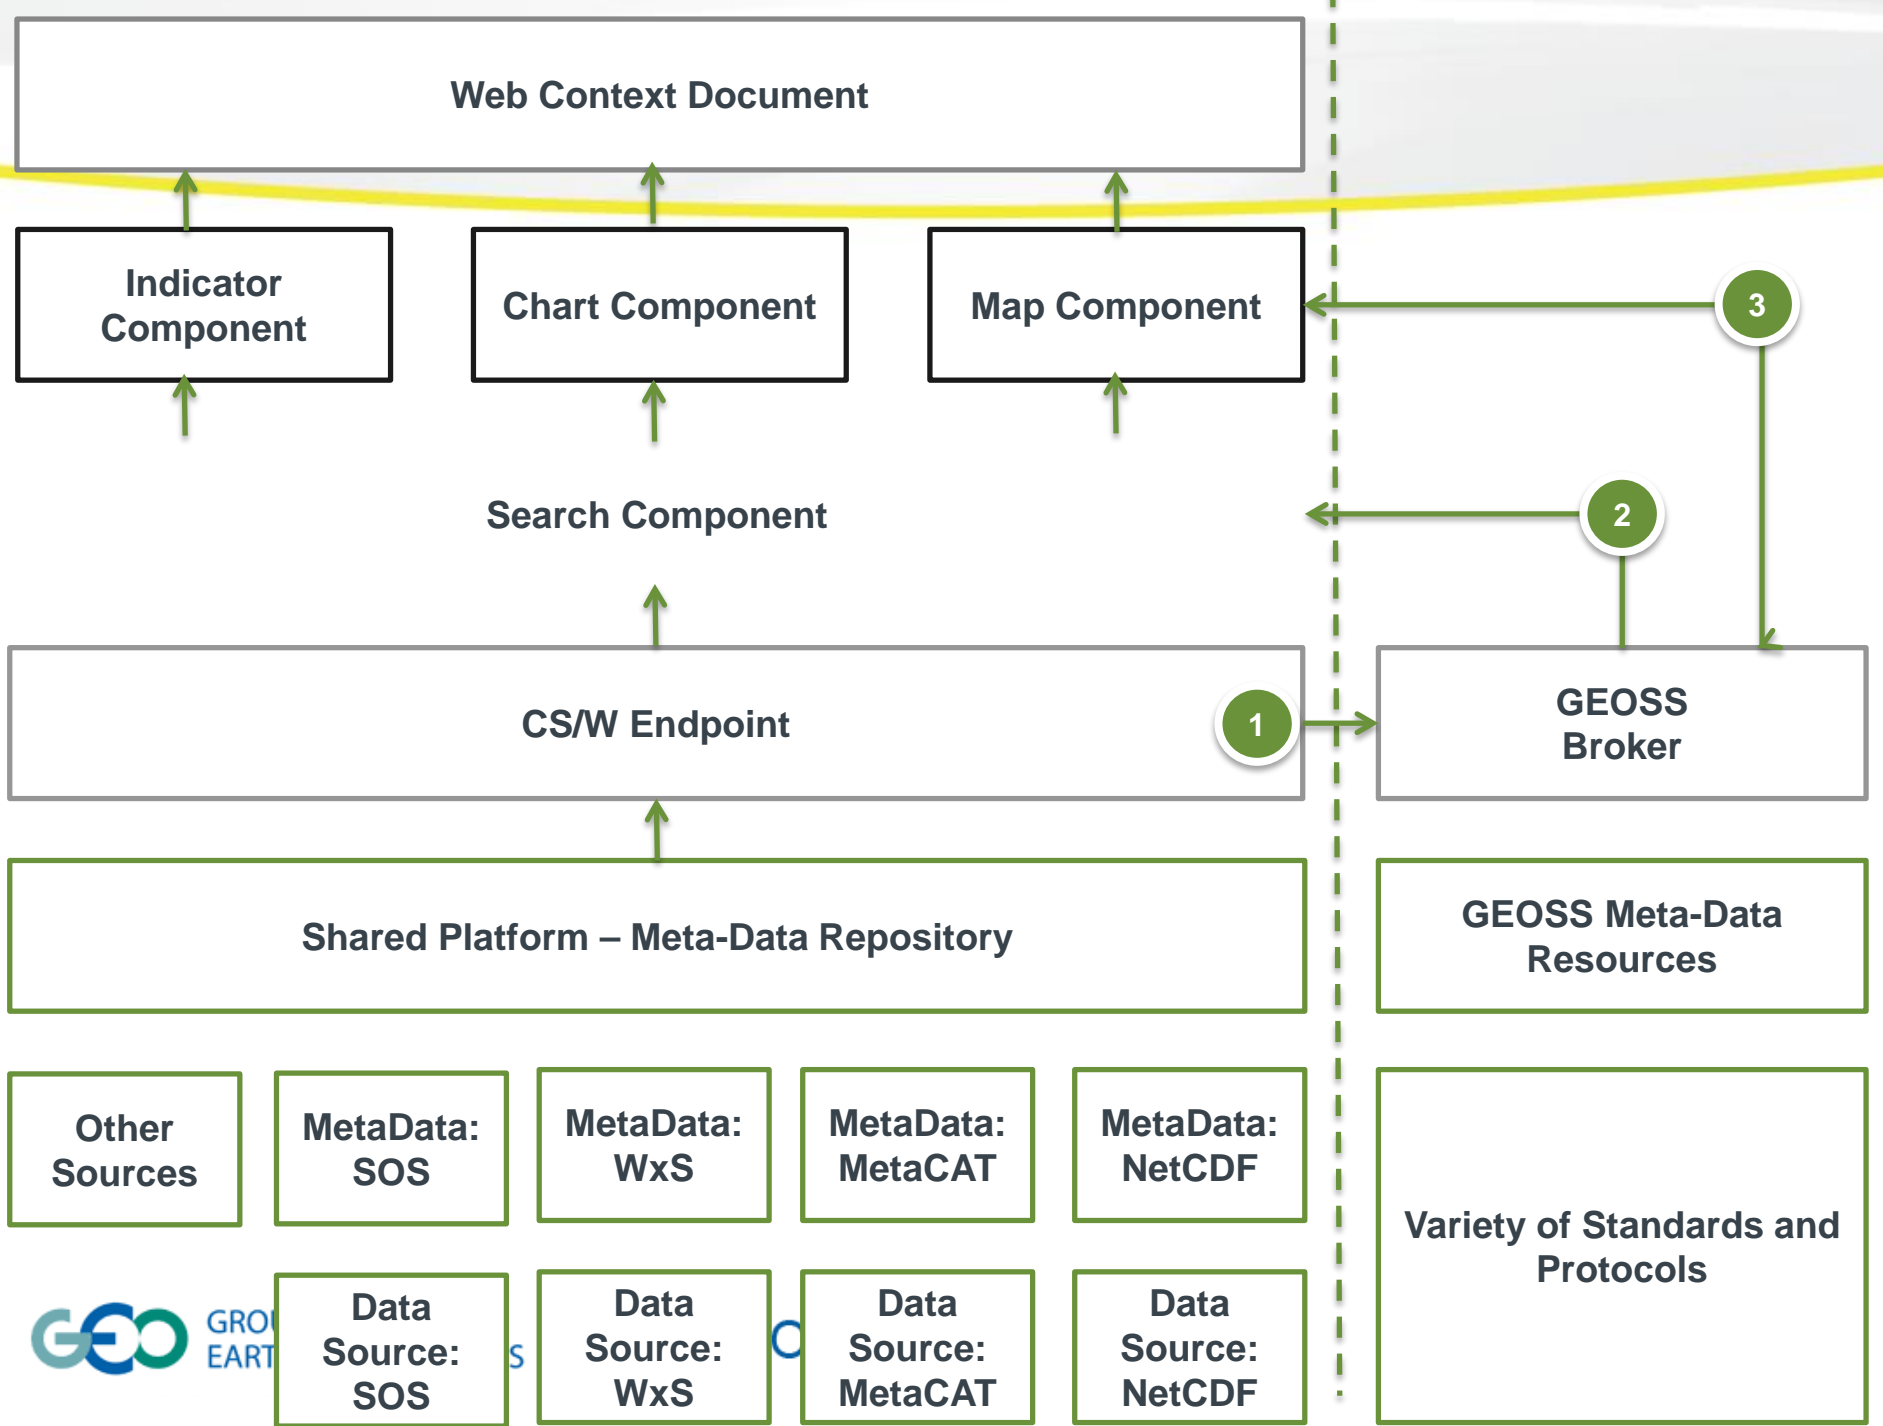 Web Context Document
Indicator
Component
Chart Component
Map Component
3
Search Component
2
CS/W Endpoint
1
GEOSS
Broker
Shared Platform – Meta-Data Repository
GEOSS Meta-Data
Resources
Other
Sources
MetaData:
SOS
MetaData:
WxS
MetaData:
MetaCAT
MetaData:
NetCDF
Variety of Standards and
Protocols
GEO
Data
Source:
SOS
Data
Source:
WxS
Data
Source:
MetaCAT
Data
Source:
NetCDF